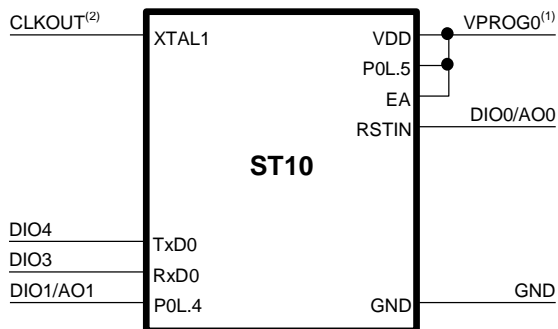 CLKOUT(2)
XTAL1
VDD
VPROG0(1)
P0L.5
EA
RSTIN
DIO0/AO0
ST10
DIO4
TxD0
DIO3
RxD0
DIO1/AO1
P0L.4
GND
GND